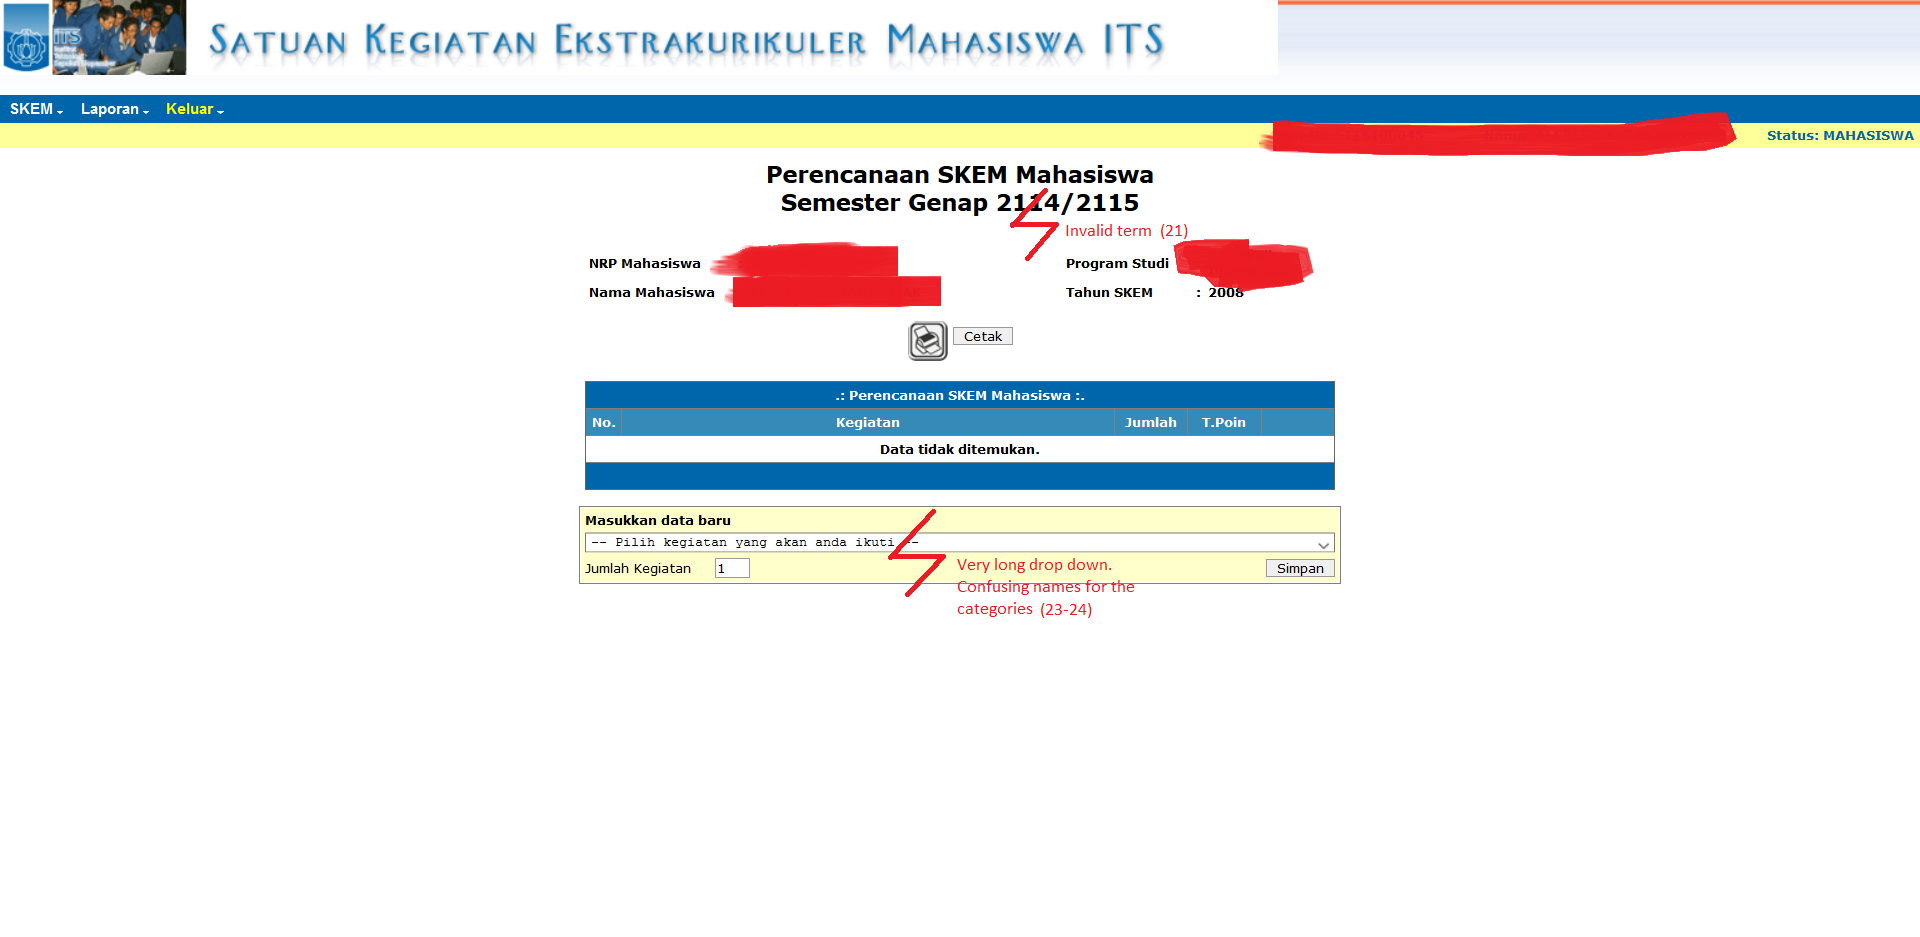 SATUAN KEGIATAN EKSTRAKURIKULER MAHASISWA ITS
ITS
SKEM Laporan Keluar
Status: MAHASISWA
Perencanaan SKEM Mahasiswa
Semester Genap 2114/2115
Invalid term (21)
NRP Mahasiswa
Program Studi
Nama Mahasiswa
Tahun SKEM : 2008
Cetak
.: Perencanaan SKEM Mahasiswa :.
No. Kegiatan Jumlah T.Poin
Data tidak ditemukan.
Masukkan data baru
-- Pilih kegiatan yang akan anda ikuti --
Jumlah Kegiatan 1 Simpan
Very long drop down.
Confusing names for the
categories (23-24)